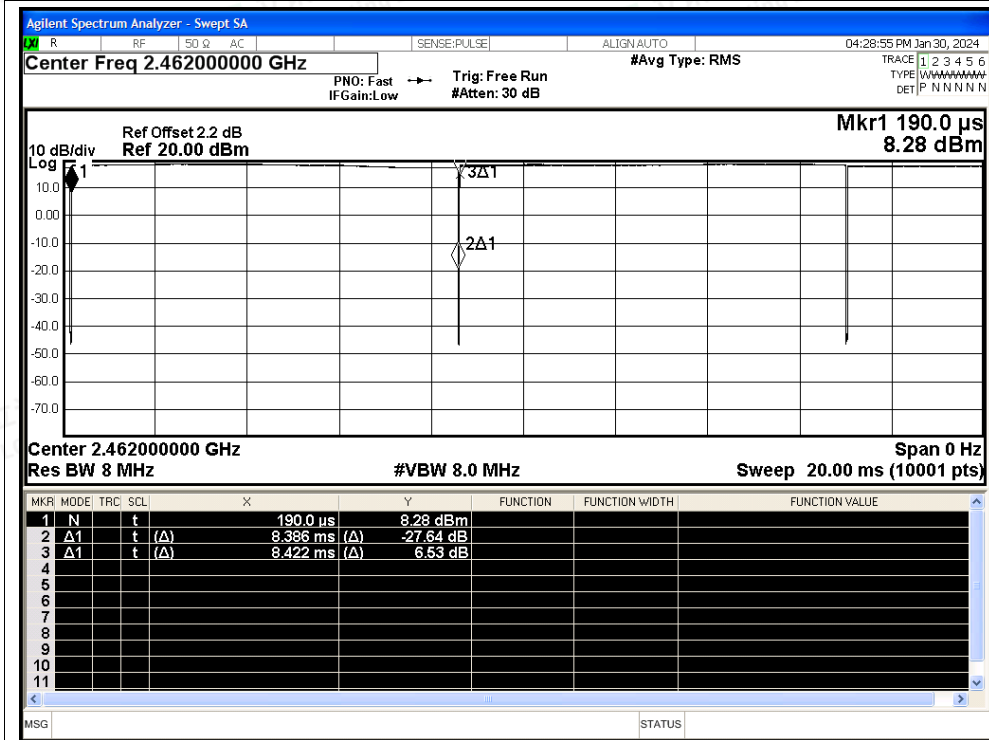 Agilent Spectrum Analyzer - Swept SA
LXI R RF 50 Ω AC SENSE:PULSE ALIGN AUTO 04:28:55 PM Jan 30, 2024
Center Freq 2.462000000 GHz #Avg Type: RMS TRACE 1 2 3 4 5 6
PNO: Fast Trig: Free Run TYPE
IFGain:Low #Atten: 30 dB DET P N N N N N
Mkr1 190.0 µs
Ref Offset 2.2 dB
10 dB/div Ref 20.00 dBm 8.28 dBm
Log
1 3Δ1
10.0
0.00
-10.0 2Δ1
-20.0
-30.0
-40.0
-50.0
-60.0
-70.0
Center 2.462000000 GHz Span 0 Hz
Res BW 8 MHz #VBW 8.0 MHz Sweep 20.00 ms (10001 pts)
MKR MODE TRC SCL X Y FUNCTION FUNCTION WIDTH FUNCTION VALUE
1 N t 190.0 µs 8.28 dBm
2 Δ1 t (Δ) 8.386 ms (Δ) -27.64 dB
3 Δ1 t (Δ) 8.422 ms (Δ) 6.53 dB
4
5
6
7
8
9
10
11
MSG STATUS